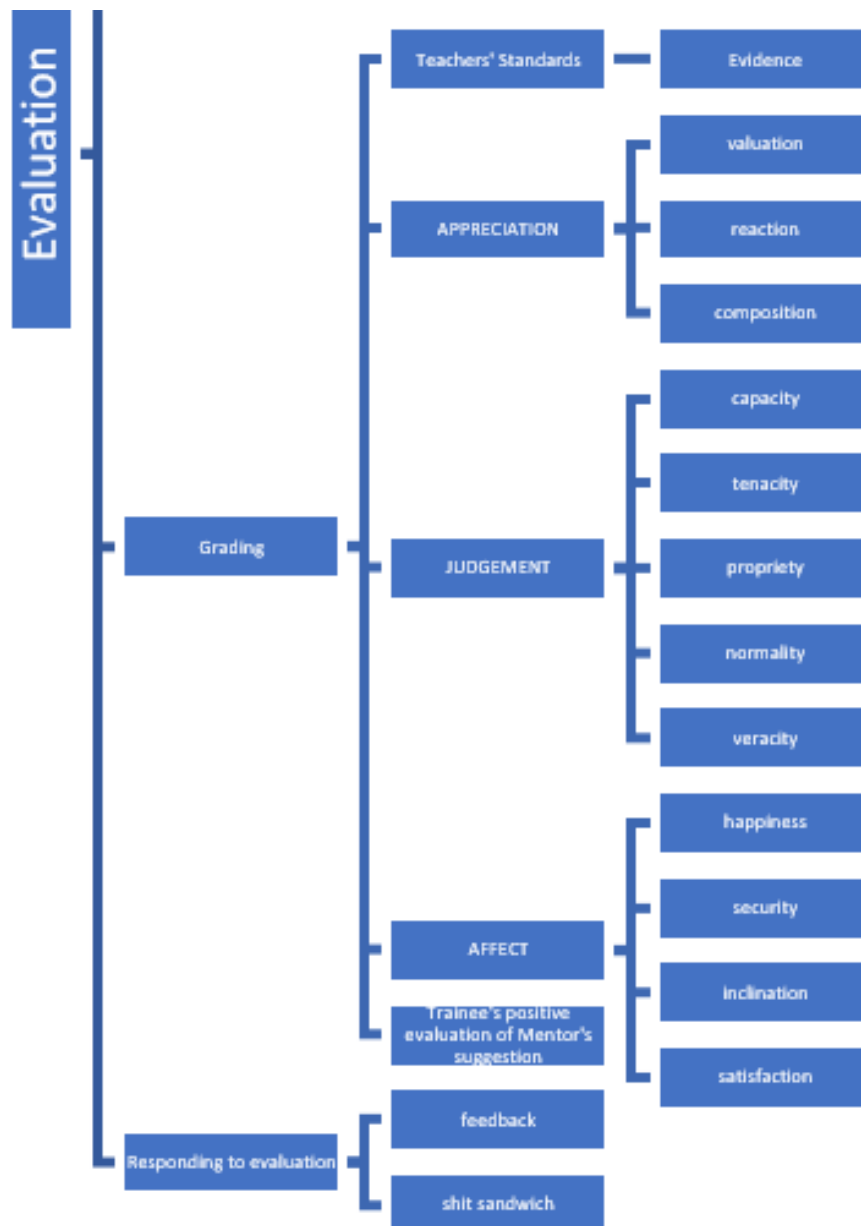 Evaluation
Grading
Teachers' Standards
Evidence
APPRECIATION
valuation
reaction
composition
JUDGEMENT
capacity
tenacity
propriety
normality
veracity
AFFECT
happiness
security
inclination
satisfaction
Trainee's positive
evaluation of Mentor's
suggestion
Responding to evaluation
feedback
shit sandwich